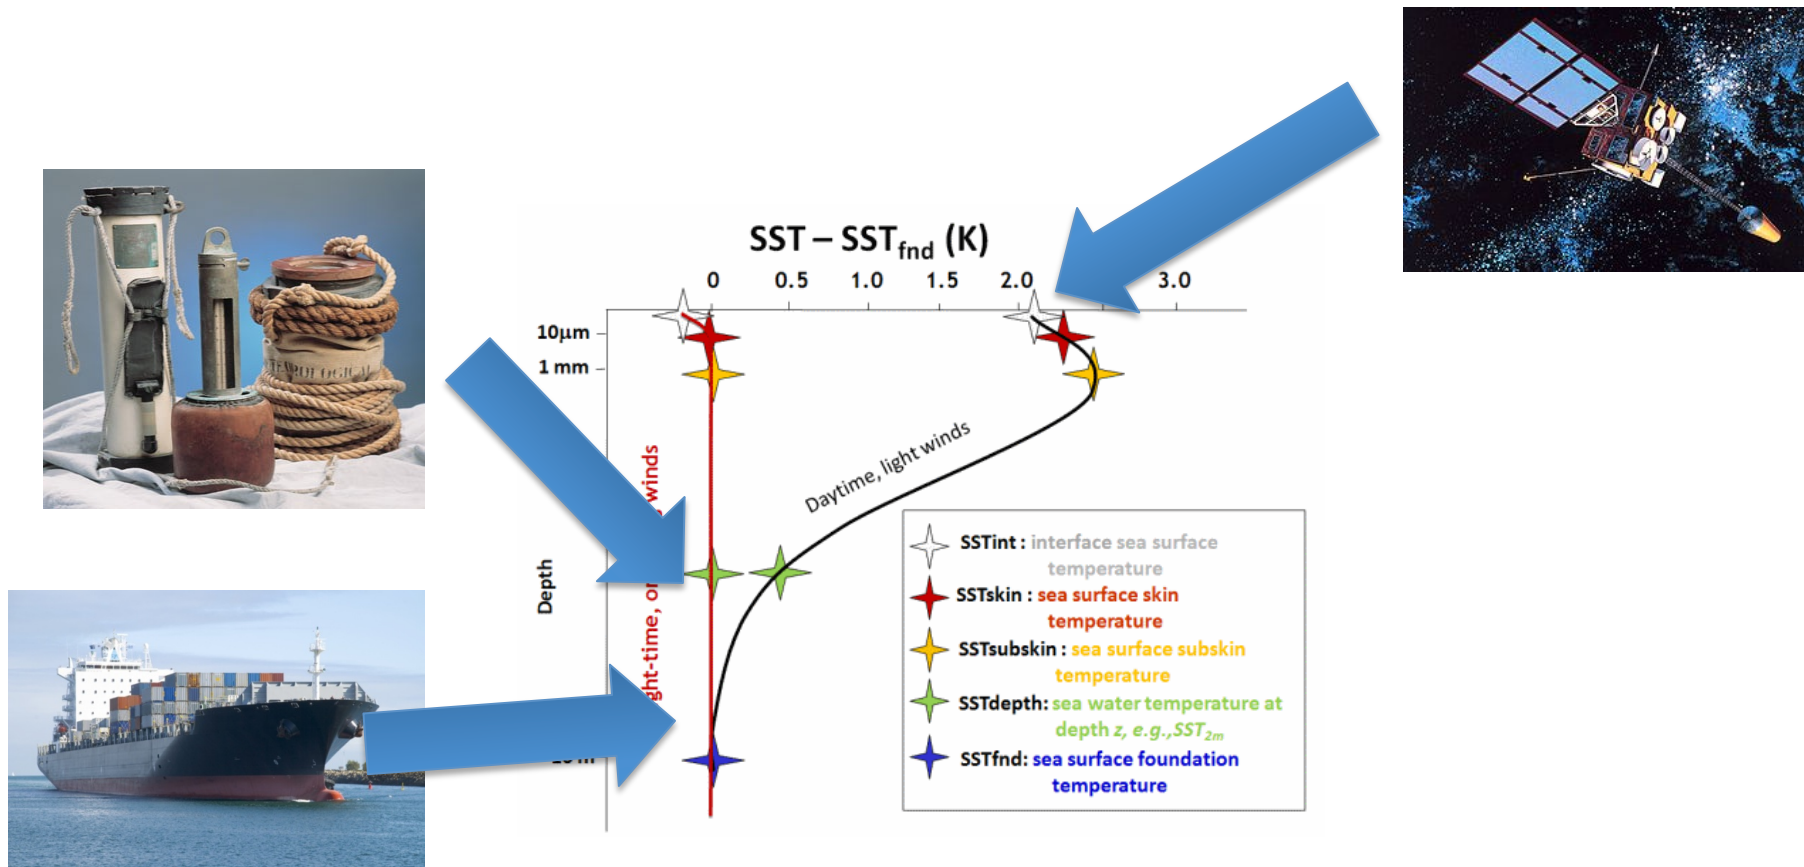 SST – SSTfnd (K)
0 0.5 1.0 1.5 2.0 3.0
10μm
1 mm
Depth
winds
Daytime, light winds
SSTint : interface sea surface
temperature
SSTskin : sea surface skin
temperature
SSTsubskin : sea surface subskin
temperature
SSTdepth: sea water temperature at
depth z, e.g.,SST2m
SSTfnd: sea surface foundation
temperature